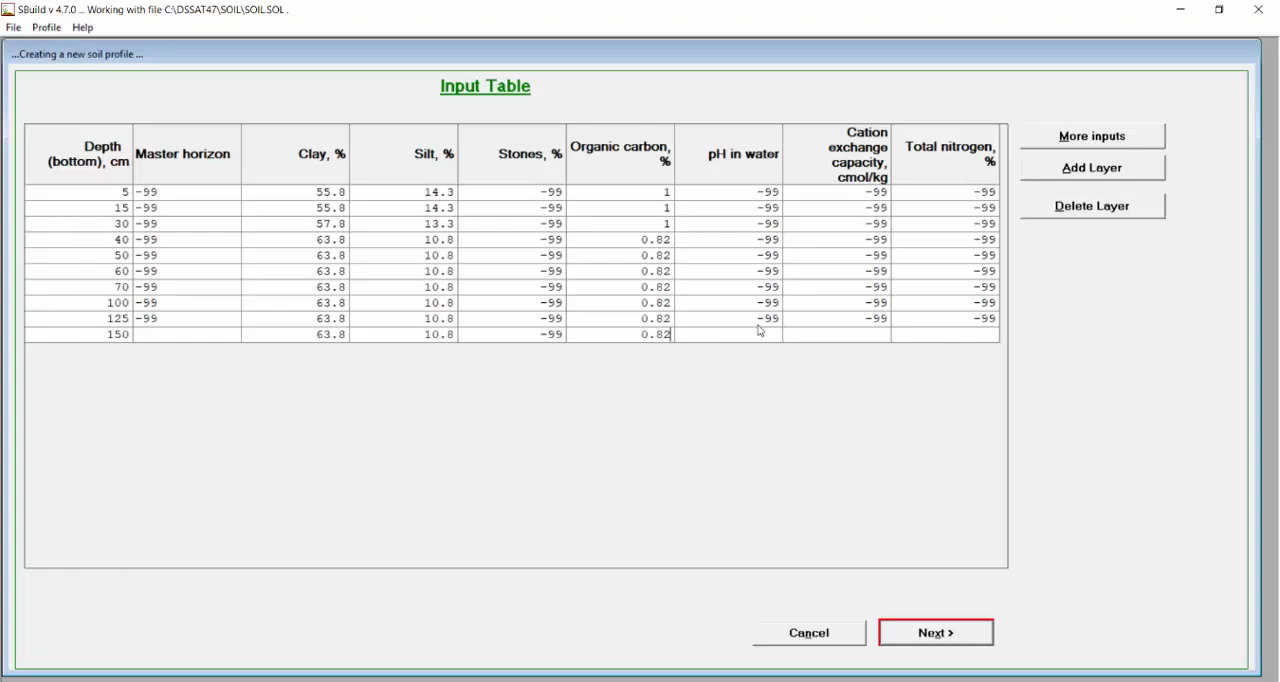 SBuild v 4.7.0 ... Working with file C:\DSSAT47\SOIL\SOIL.SOL .
File Profile Help
...Creating a new soil profile ...
Input Table
Depth (bottom), cm Master horizon Clay, % Silt, % Stones, % Organic carbon, % pH in water Cation exchange capacity, cmol/kg Total nitrogen, %
5 -99 55.8 14.3 -99 1 -99 -99 -99
15 -99 55.8 14.3 -99 1 -99 -99 -99
30 -99 57.8 13.3 -99 1 -99 -99 -99
40 -99 63.8 10.8 -99 0.82 -99 -99 -99
50 -99 63.8 10.8 -99 0.82 -99 -99 -99
60 -99 63.8 10.8 -99 0.82 -99 -99 -99
70 -99 63.8 10.8 -99 0.82 -99 -99 -99
100 -99 63.8 10.8 -99 0.82 -99 -99 -99
125 -99 63.8 10.8 -99 0.82 -99 -99 -99
150 63.8 10.8 -99 0.82
More inputs
Add Layer
Delete Layer
Cancel Next >